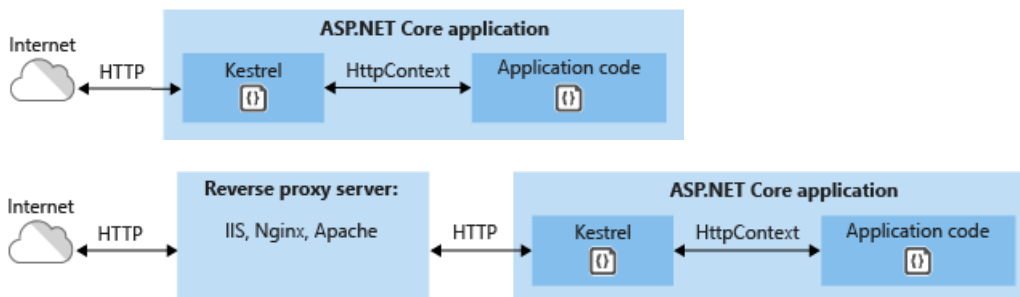 ASP.NET Core application
Internet
HTTP
Kestrel
HttpContext
Application code
{}
{}
Reverse proxy server:
ASP.NET Core application
Internet
HTTP
IIS, Nginx, Apache
HTTP
Kestrel
HttpContext
Application code
{}
{}